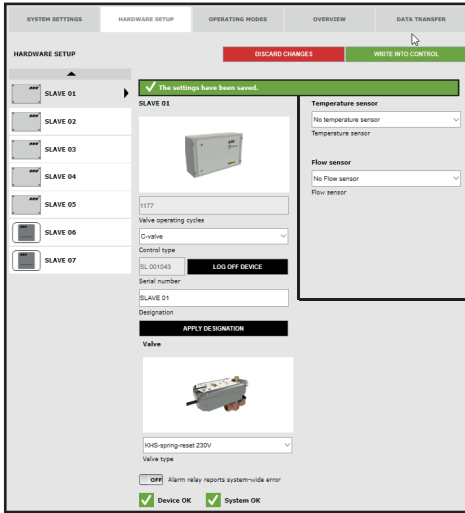 SYSTEM SETTINGS
HARDWARE SETUP
OPERATING MODES
OVERVIEW
DATA TRANSFER
HARDWARE SETUP
DISCARD CHANGES
WRITE INTO CONTROL
SLAVE 01
SLAVE 02
SLAVE 03
SLAVE 04
SLAVE 05
SLAVE 06
SLAVE 07
The settings have been saved.
SLAVE 01
1177
Valve operating cycles
C-valve
Control type
SL 001043
LOG OFF DEVICE
Serial number
SLAVE 01
Designation
APPLY DESIGNATION
Valve
KHS-spring-reset 230V
Valve type
OFF Alarm relay reports system-wide error
Device OK
System OK
Temperature sensor
No temperature sensor
Temperature sensor
Flow sensor
No Flow sensor
Flow sensor